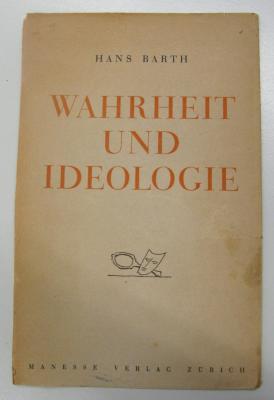 HANS BARTH
WAHRHEIT
UND
IDEOLOGIE
MANESSE VERLAG ZÜRICH